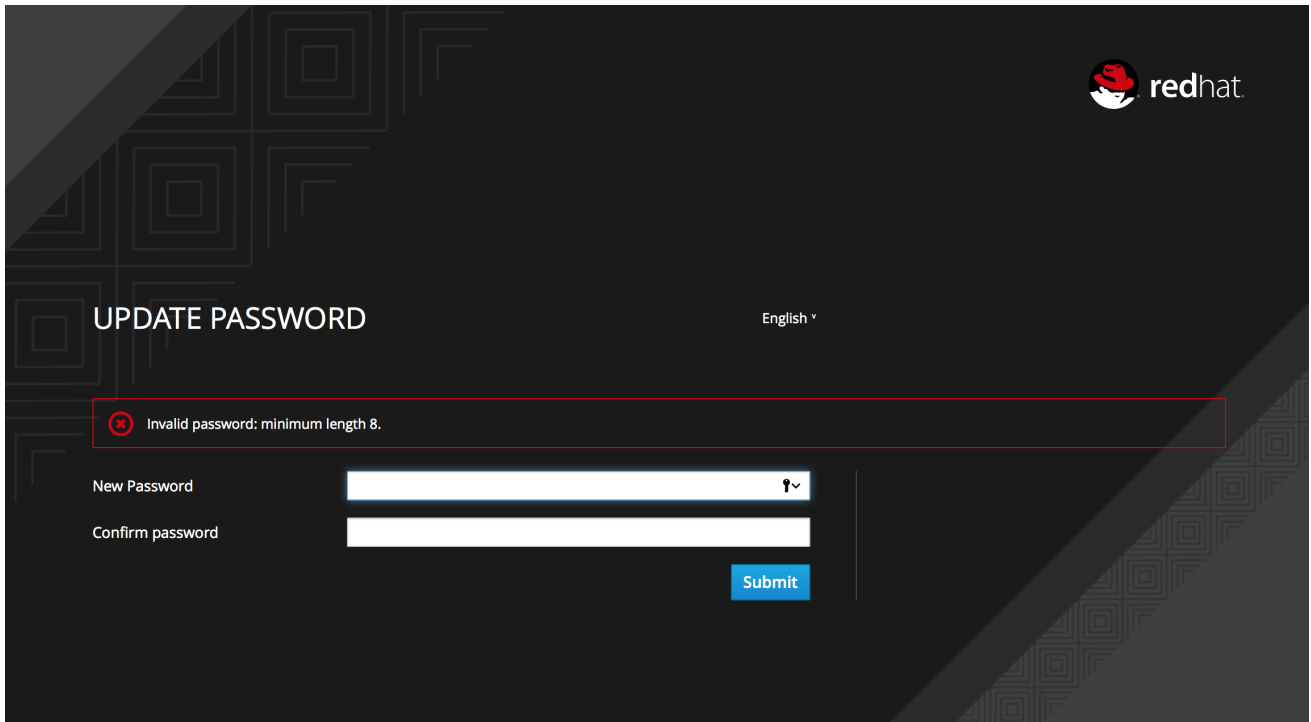 redhat.
UPDATE PASSWORD
English
Invalid password: minimum length 8.
New Password
Confirm password
Submit